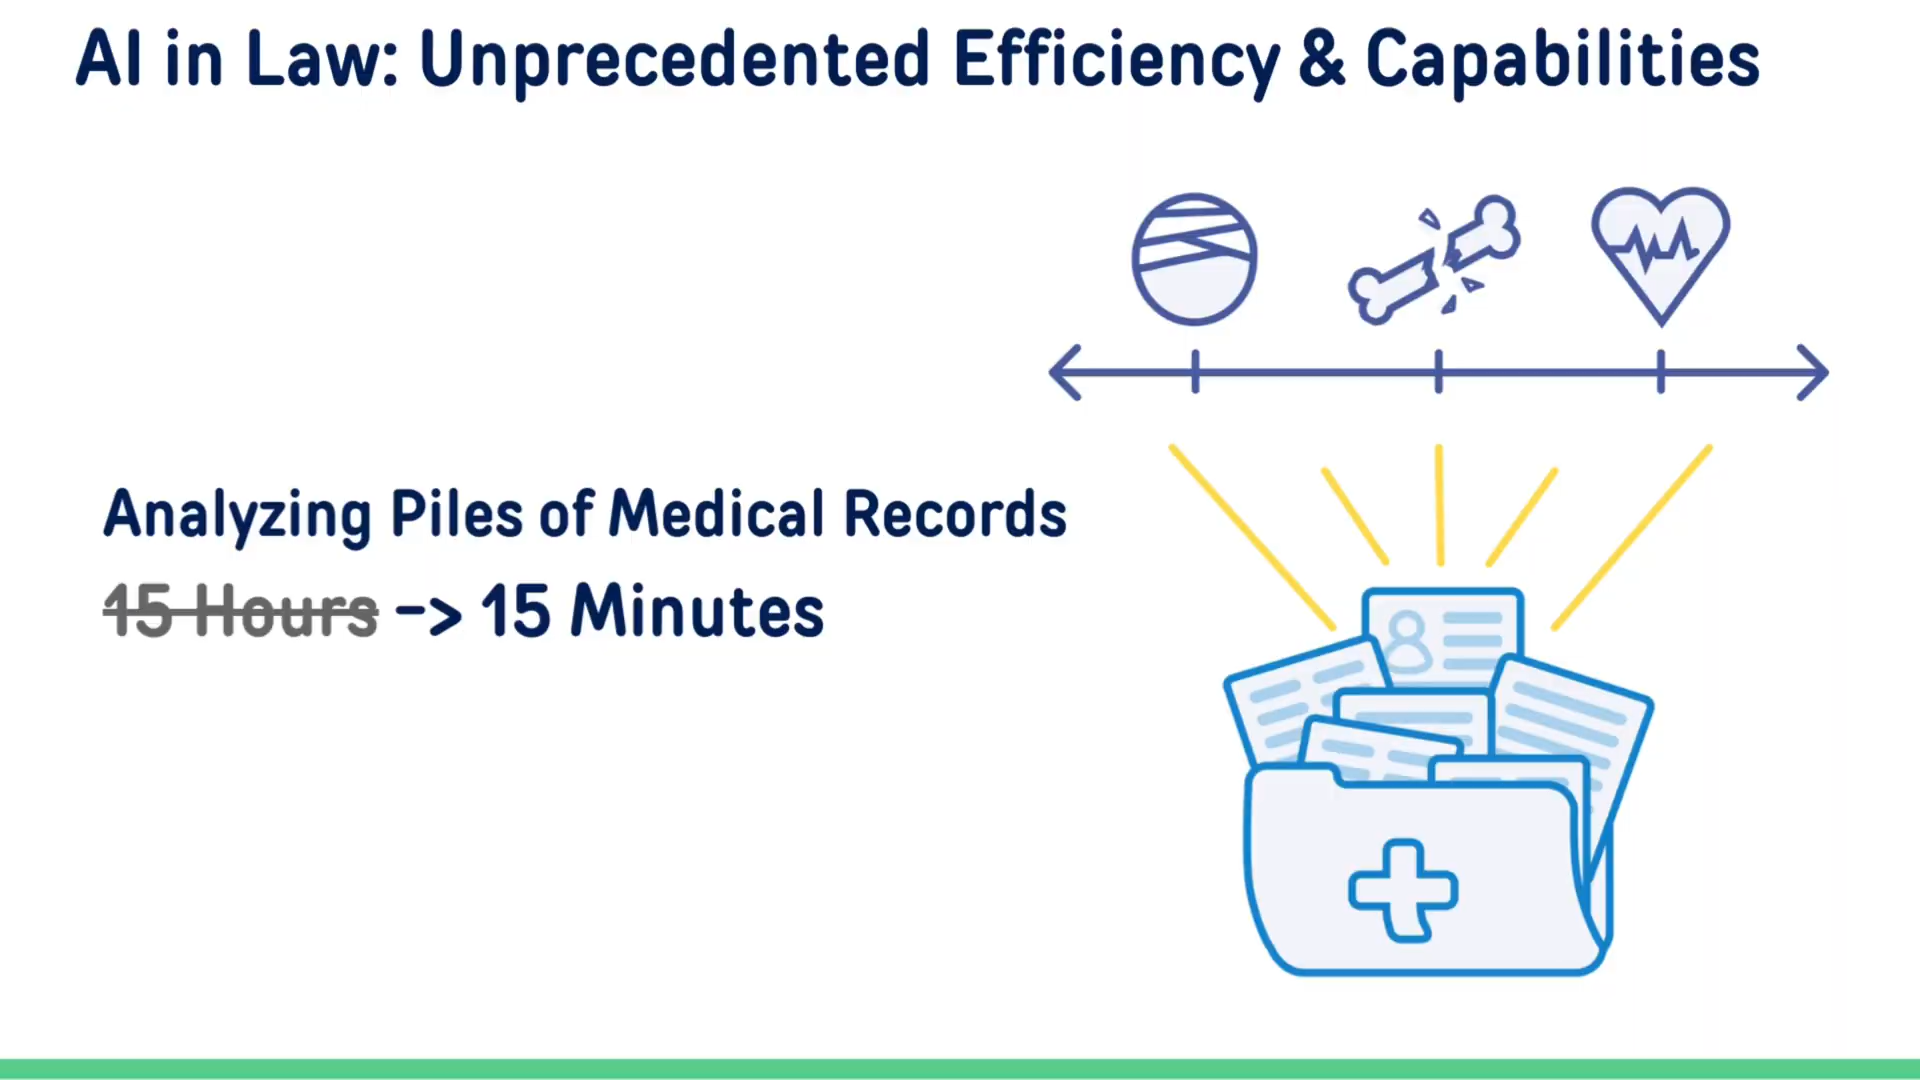 AI in Law: Unprecedented Efficiency & Capabilities
Analyzing Piles of Medical Records
15 Hours -> 15 Minutes